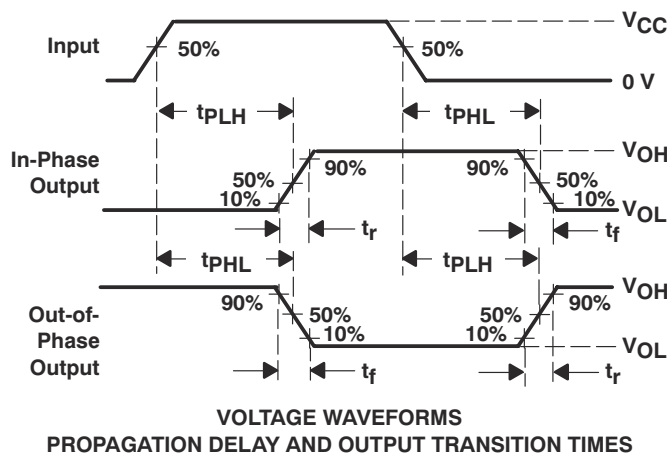 Input 50% 50% VCC
0 V
tPLH tPHL
In-Phase
Output
50%
10%
90% 90%
50%
10%
VOH
VOL
tr tf
tPHL tPLH
Out-of-
Phase
Output
90%
50%
10%
50%
10%
90%
VOH
VOL
tf tr
VOLTAGE WAVEFORMS
PROPAGATION DELAY AND OUTPUT TRANSITION TIMES